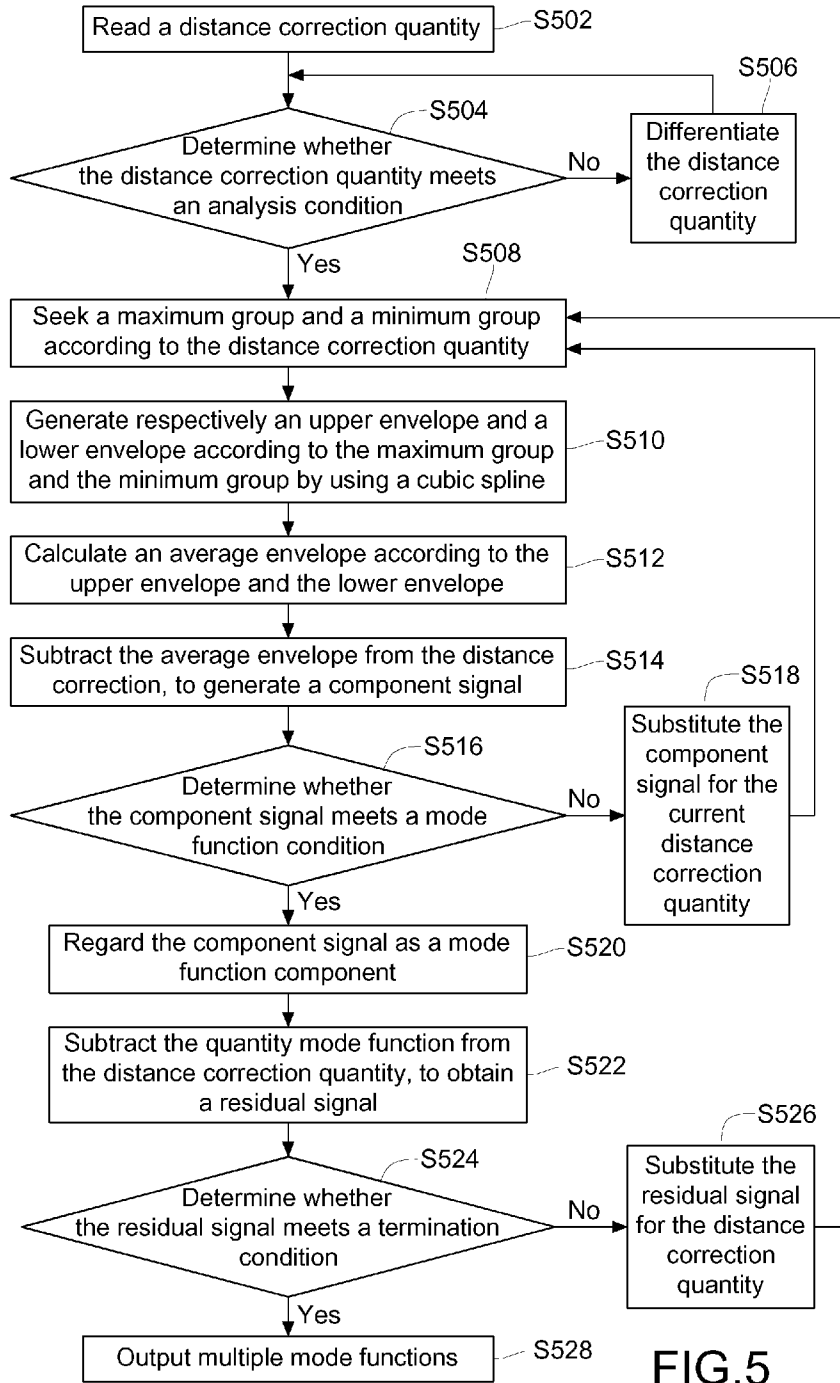 Read a distance correction quantity
S502
S504
S506
Determine whether
the distance correction quantity meets
an analysis condition
No
Differentiate
the distance
correction
quantity
Yes
S508
Seek a maximum group and a minimum group
according to the distance correction quantity
Generate respectively an upper envelope and a
lower envelope according to the maximum group
and the minimum group by using a cubic spline
S510
Calculate an average envelope according to the
upper envelope and the lower envelope
S512
Subtract the average envelope from the distance
correction, to generate a component signal
S514
S516
S518
Determine whether
the component signal meets a mode
function condition
No
Substitute the
component
signal for the
current
distance
correction
quantity
Yes
Regard the component signal as a mode
function component
S520
Subtract the quantity mode function from
the distance correction quantity, to obtain
a residual signal
S522
S524
S526
Determine whether
the residual signal meets a termination
condition
No
Substitute the
residual signal
for the distance
correction
quantity
Yes
Output multiple mode functions
S528
FIG.5